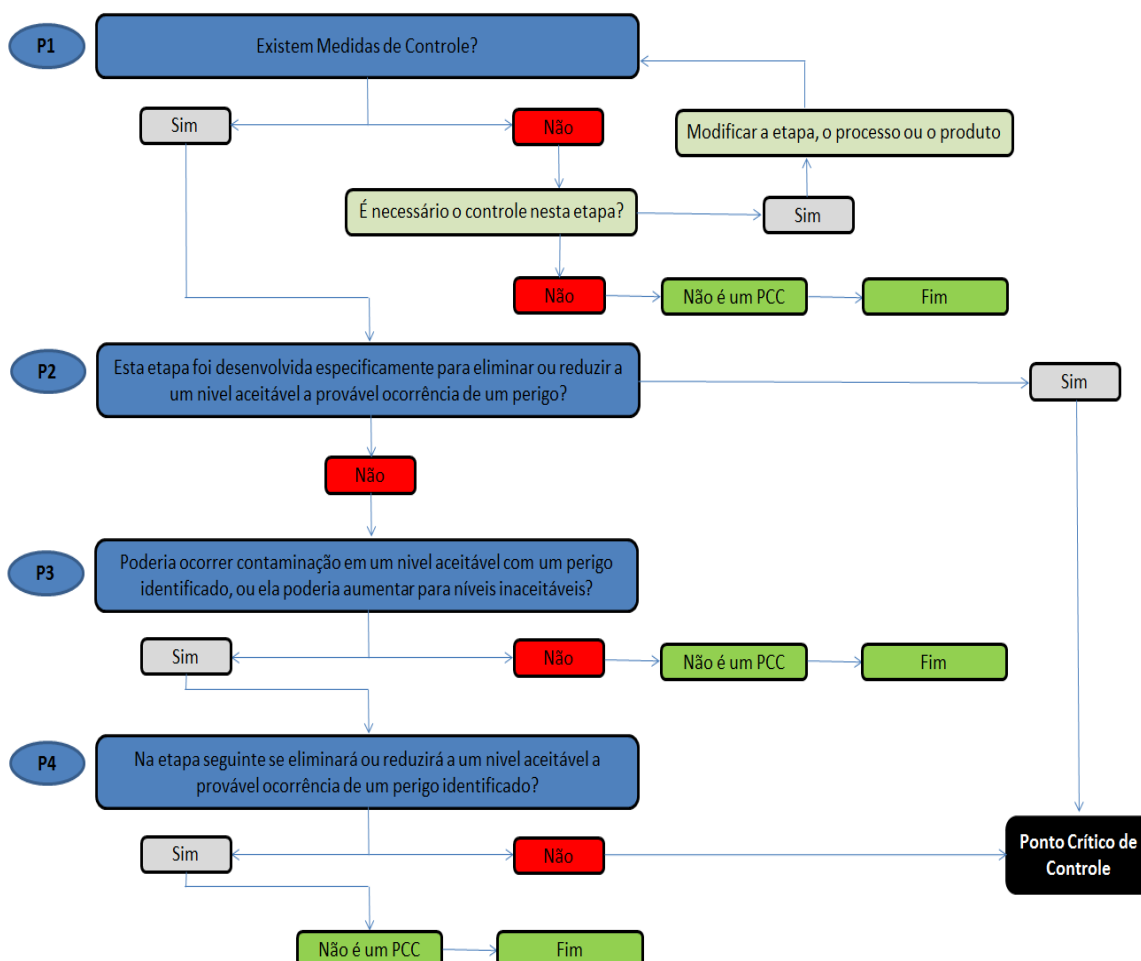 P1
Existem Medidas de Controle?
Sim
Não
Modificar a etapa, o processo ou o produto
É necessário o controle nesta etapa?
Sim
Não
Não é um PCC
Fim
P2
Esta etapa foi desenvolvida especificamente para eliminar ou reduzir a
um nivel aceitável a provável ocorrência de um perigo?
Sim
Não
P3
Poderia ocorrer contaminação em um nivel aceitável com um perigo
identificado, ou ela poderia aumentar para níveis inaceitáveis?
Sim
Não
Não é um PCC
Fim
P4
Na etapa seguinte se eliminará ou reduzirá a um nivel aceitável a
provável ocorrência de um perigo identificado?
Sim
Não
Ponto Crítico de
Controle
Não é um PCC
Fim